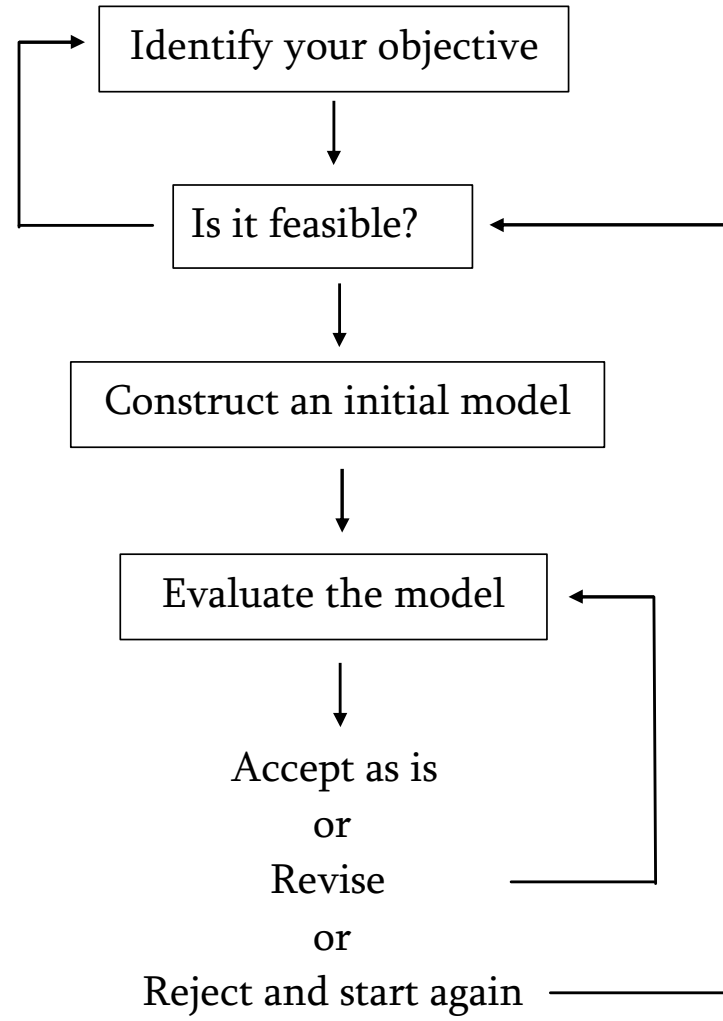 Identify your objective
Is it feasible?
Construct an initial model
Evaluate the model
Accept as is
or
Revise
or
Reject and start again